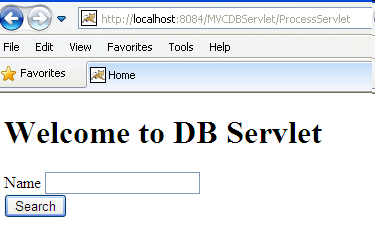 http://localhost:8084/MVCDBServlet/ProcessServlet
File Edit View Favorites Tools Help
Favorites Home
Welcome to DB Servlet
Name
Search